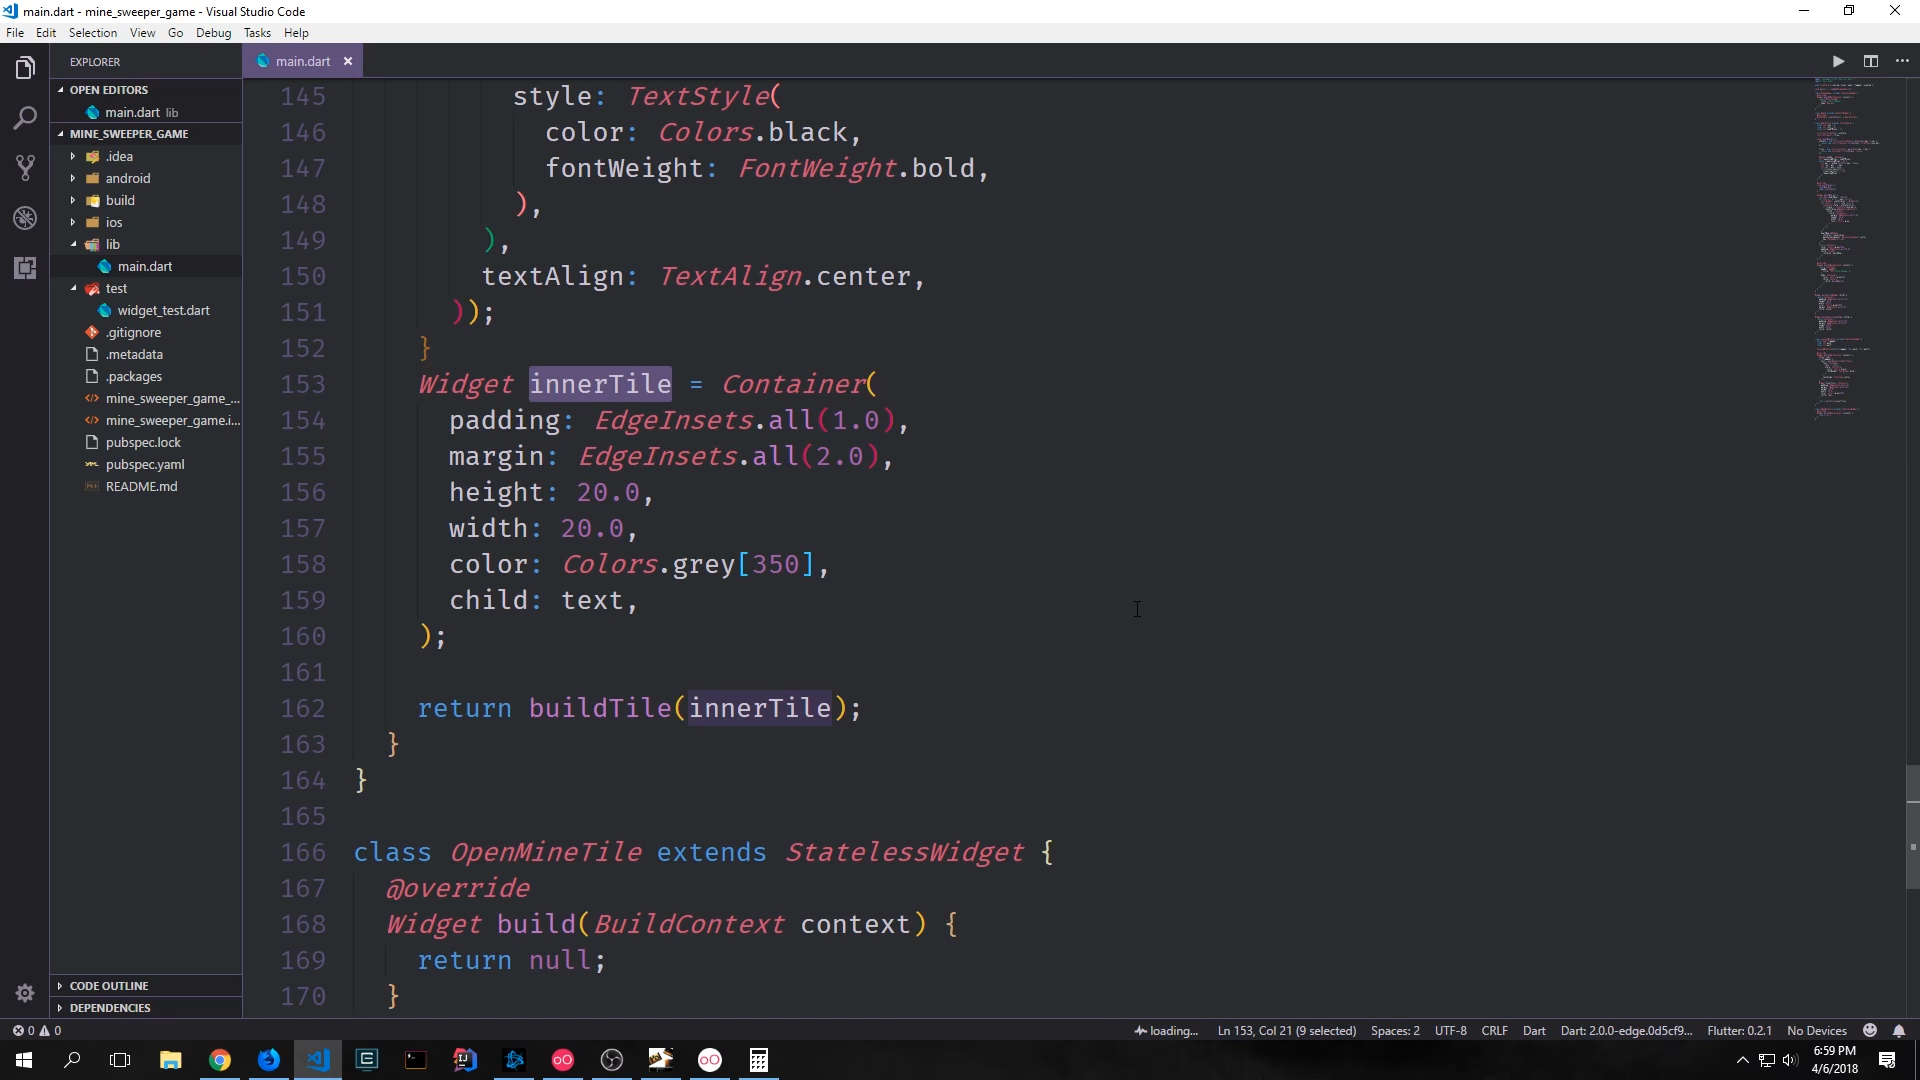 main.dart - mine_sweeper_game - Visual Studio Code
File Edit Selection View Go Debug Tasks Help
EXPLORER
main.dart
OPEN EDITORS
main.dart lib
MINE_SWEEPER_GAME
.idea
android
build
ios
lib
main.dart
test
widget_test.dart
.gitignore
.metadata
.packages
mine_sweeper_game_...
mine_sweeper_game.i...
pubspec.lock
pubspec.yaml
README.md
CODE OUTLINE
DEPENDENCIES
145 style: TextStyle(
146 color: Colors.black,
147 fontWeight: FontWeight.bold,
148 ),
149 ),
150 textAlign: TextAlign.center,
151 ));
152 }
153 Widget innerTile = Container(
154 padding: EdgeInsets.all(1.0),
155 margin: EdgeInsets.all(2.0),
156 height: 20.0,
157 width: 20.0,
158 color: Colors.grey[350],
159 child: text,
160 );
161
162 return buildTile(innerTile);
163 }
164 }
165
166 class OpenMineTile extends StatelessWidget {
167 @override
168 Widget build(BuildContext context) {
169 return null;
170 }
0 0 loading... Ln 153, Col 21 (9 selected) Spaces: 2 UTF-8 CRLF Dart Dart: 2.0.0-edge.0d5cf9... Flutter: 0.2.1 No Devices
6:59 PM
4/6/2018